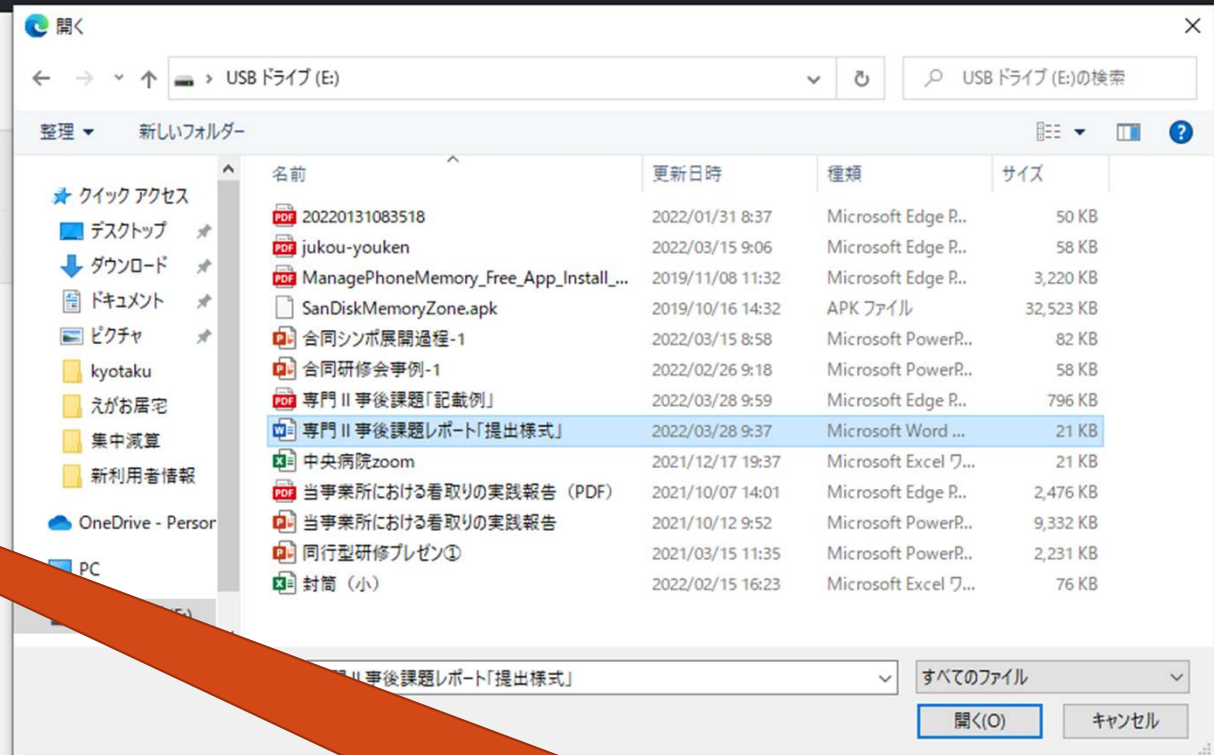 開く
USB ドライブ (E:)
USB ドライブ (E:)の検索
整理
新しいフォルダー
名前 更新日時 種類 サイズ
クイック アクセス
デスクトップ
ダウンロード
ドキュメント
ピクチャ
kyotaku
えがお居宅
集中減算
新利用者情報
OneDrive - Person
PC
20220131083518 2022/01/31 8:37 Microsoft Edge P... 50 KB
jukou-youken 2022/03/15 9:06 Microsoft Edge P... 58 KB
ManagePhoneMemory_Free_App_Install_... 2019/11/08 11:32 Microsoft Edge P... 3,220 KB
SanDiskMemoryZone.apk 2019/10/16 14:32 APK ファイル 32,523 KB
合同シンポ展開過程-1 2022/03/15 8:58 Microsoft PowerP... 82 KB
合同研修会事例-1 2022/02/26 9:18 Microsoft PowerP... 58 KB
専門Ⅱ事後課題「記載例」 2022/03/28 9:59 Microsoft Edge P... 796 KB
専門Ⅱ事後課題レポート「提出様式」 2022/03/28 9:37 Microsoft Word ... 21 KB
中央病院zoom 2021/12/17 19:37 Microsoft Excel ワ... 21 KB
当事業所における看取りの実践報告（PDF） 2021/10/07 14:01 Microsoft Edge P... 2,476 KB
当事業所における看取りの実践報告 2021/10/12 9:52 Microsoft PowerP... 9,332 KB
同行型研修プレゼン① 2021/03/15 11:35 Microsoft PowerP... 2,231 KB
封筒（小） 2022/02/15 16:23 Microsoft Excel ワ... 76 KB
Ⅱ事後課題レポート「提出様式」
すべてのファイル
開く(O)
キャンセル